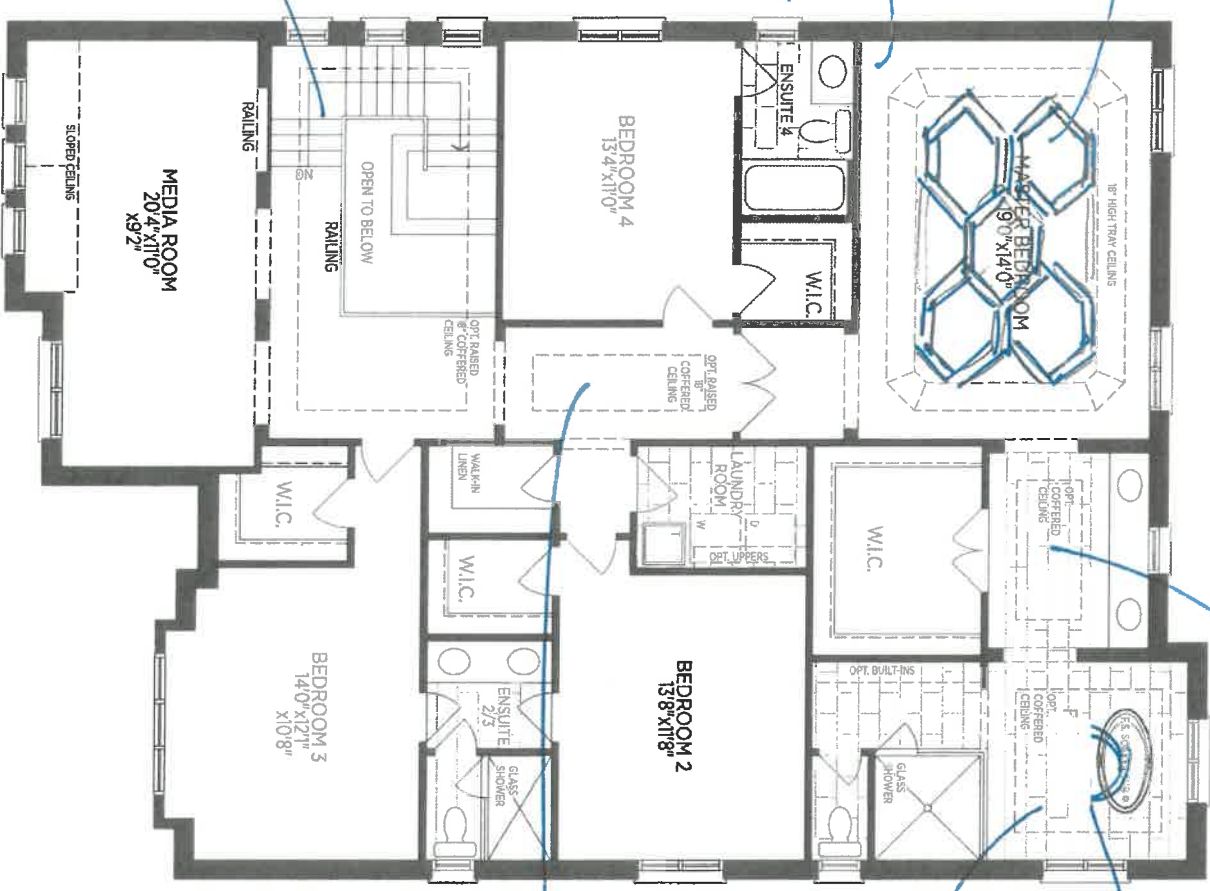 MEDIA ROOM
20'4"x11'0"
x9'2"
SLOPED CEILING
RAILING
DN
OPEN TO BELOW
RAILING
OPT. RAISED
18" COFFERED
CEILING
BEDROOM 4
13'4"x11'0"
ENSUITE 4
W.I.C.
OPT. RAISED
18"
COFFERED
CEILING
MASTER BEDROOM
x14'0"
18" HIGH TRAY CEILING
W.I.C.
WALK-IN
LINEN
LAUNDRY
ROOM
W
D
OPT. UPPERS
W.I.C.
W.I.C.
OPT.
COFFERED
CEILING
BEDROOM 3
14'0"x12'1"
x10'8"
ENSUITE
2/3
GLASS
SHOWER
BEDROOM 2
13'8"x11'8"
OPT. BUILT-INS
GLASS
SHOWER
OPT.
COFFERED
CEILING